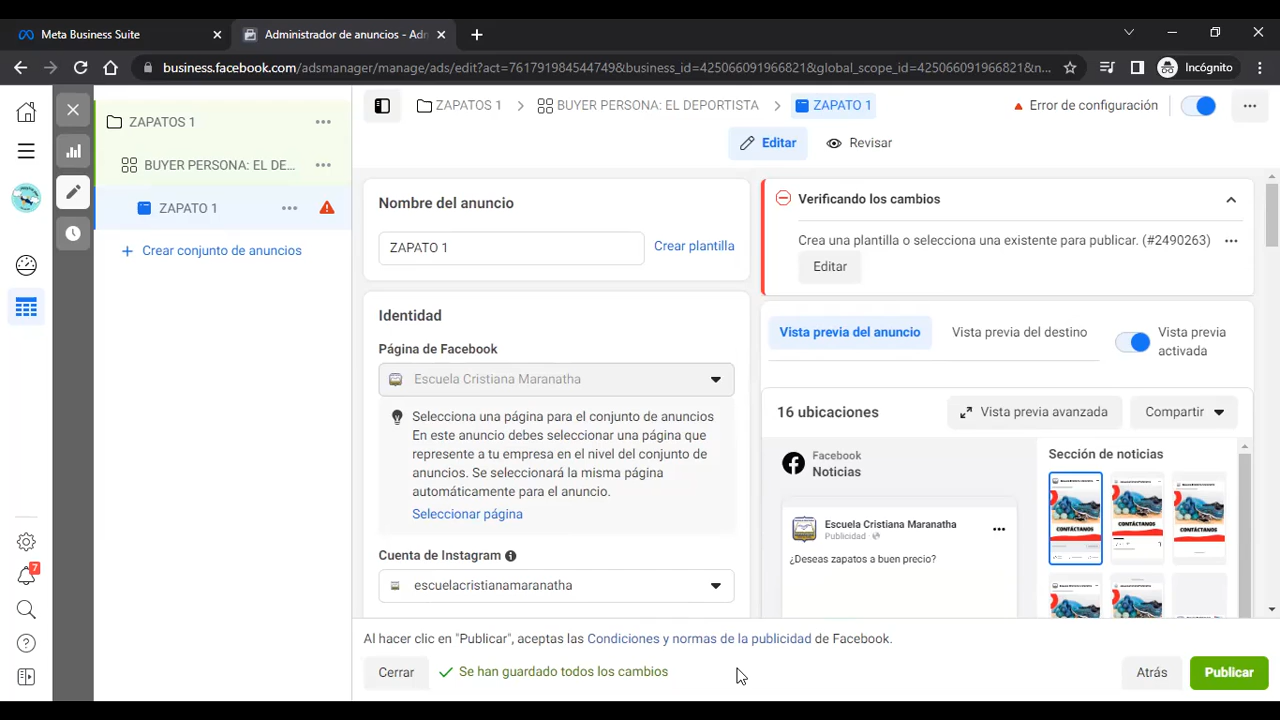 Meta Business Suite
Administrador de anuncios - Adn
business.facebook.com/adsmanager/manage/ads/edit?act=761791984544749&business_id=425066091966821&global_scope_id=425066091966821&n...
Incógnito
ZAPATOS 1
BUYER PERSONA: EL DE...
ZAPATO 1
Crear conjunto de anuncios
7
ZAPATOS 1
BUYER PERSONA: EL DEPORTISTA
ZAPATO 1
Error de configuración
Editar
Revisar
Nombre del anuncio
ZAPATO 1
Crear plantilla
Identidad
Página de Facebook
Escuela Cristiana Maranatha
Selecciona una página para el conjunto de anuncios
En este anuncio debes seleccionar una página que
represente a tu empresa en el nivel del conjunto de
anuncios. Se seleccionará la misma página
automáticamente para el anuncio.
Seleccionar página
Cuenta de Instagram
escuelacristianamaranatha
Verificando los cambios
Crea una plantilla o selecciona una existente para publicar. (#2490263)
Editar
Vista previa del anuncio
Vista previa del destino
Vista previa
activada
16 ubicaciones
Vista previa avanzada
Compartir
Facebook
Noticias
Escuela Cristiana Maranatha
Publicidad
¿Deseas zapatos a buen precio?
Sección de noticias
CONTÁCTANOS
CONTÁCTANOS
CONTÁCTANOS
Al hacer clic en "Publicar", aceptas las Condiciones y normas de la publicidad de Facebook.
Cerrar
Se han guardado todos los cambios
Atrás
Publicar